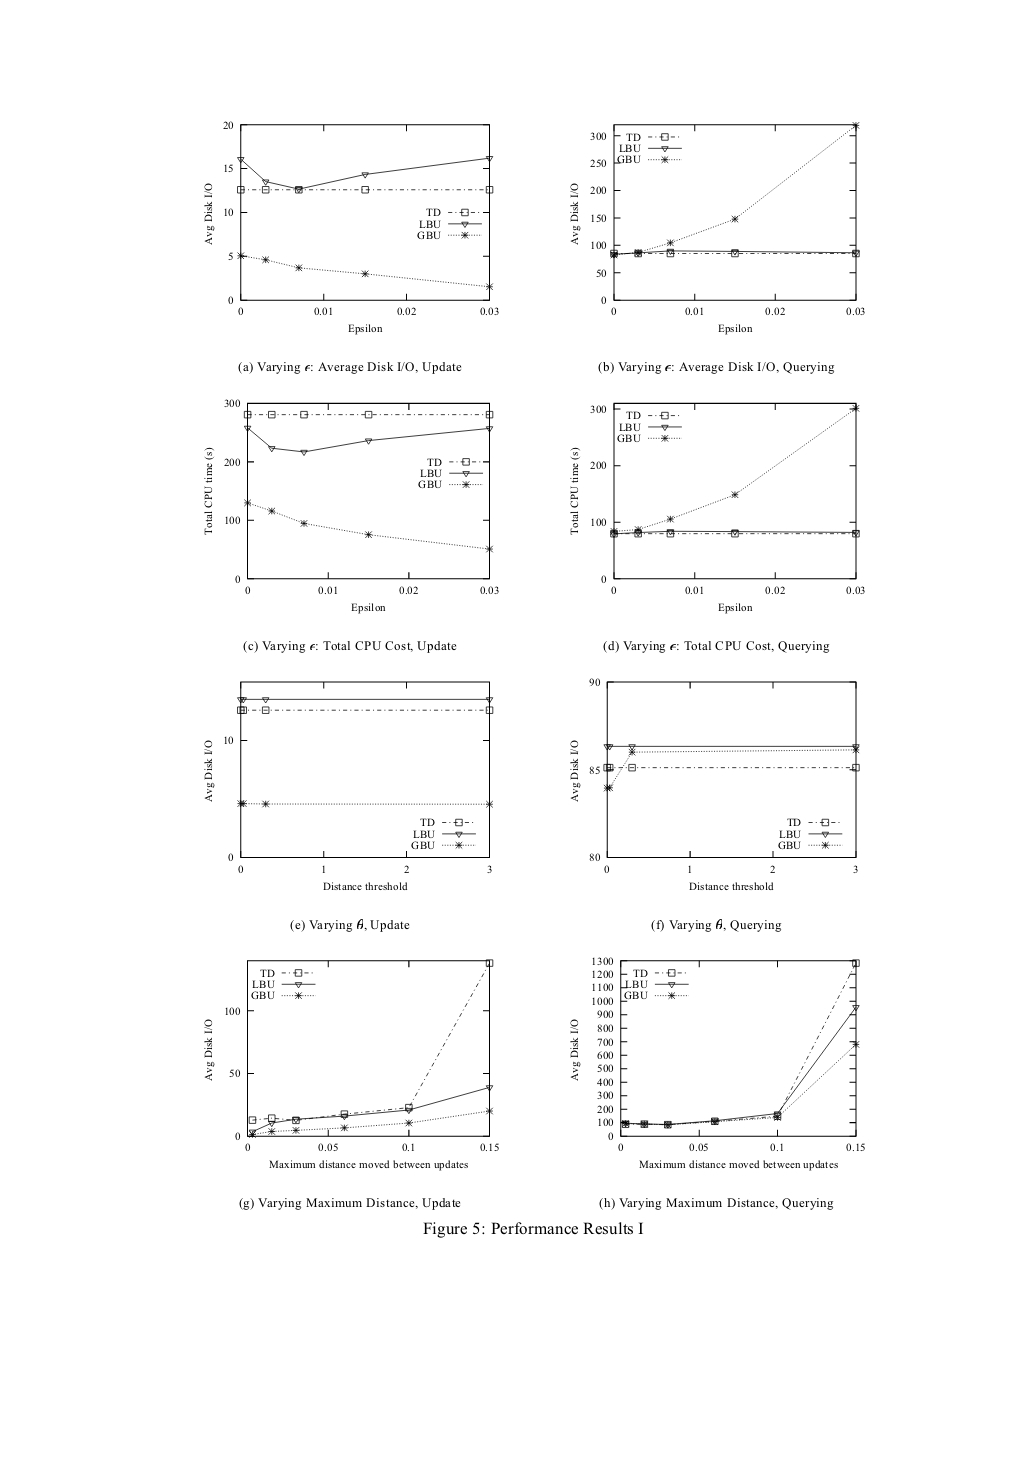 20
15
10
5
0
Avg Disk I/O
TD
LBU
GBU
0 0.01 0.02 0.03
Epsilon
(a) Varying ϵ: Average Disk I/O, Update
300
250
200
150
100
50
0
Avg Disk I/O
TD
LBU
GBU
0 0.01 0.02 0.03
Epsilon
(b) Varying ϵ: Average Disk I/O, Querying
300
200
100
0
Total CPU time (s)
TD
LBU
GBU
0 0.01 0.02 0.03
Epsilon
(c) Varying ϵ: Total CPU Cost, Update
300
200
100
0
Total CPU time (s)
TD
LBU
GBU
0 0.01 0.02 0.03
Epsilon
(d) Varying ϵ: Total CPU Cost, Querying
10
0
Avg Disk I/O
TD
LBU
GBU
0 1 2 3
Distance threshold
(e) Varying θ, Update
90
85
80
Avg Disk I/O
TD
LBU
GBU
0 1 2 3
Distance threshold
(f) Varying θ, Querying
100
50
0
Avg Disk I/O
TD
LBU
GBU
0 0.05 0.1 0.15
Maximum distance moved between updates
(g) Varying Maximum Distance, Update
1300
1200
1100
1000
900
800
700
600
500
400
300
200
100
0
Avg Disk I/O
TD
LBU
GBU
0 0.05 0.1 0.15
Maximum distance moved between updates
(h) Varying Maximum Distance, Querying
Figure 5: Performance Results I